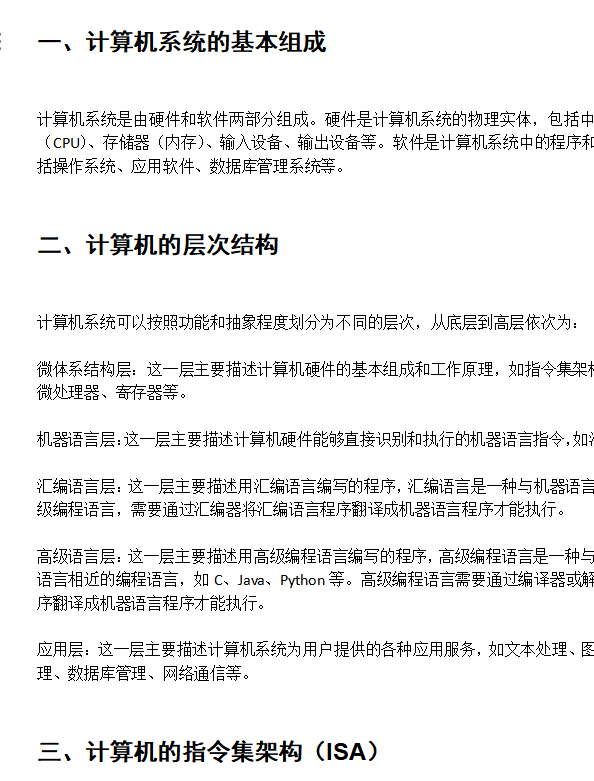 一、计算机系统的基本组成
计算机系统是由硬件和软件两部分组成。硬件是计算机系统的物理实体，包括中
（CPU）、存储器（内存）、输入设备、输出设备等。软件是计算机系统中的程序和
括操作系统、应用软件、数据库管理系统等。
二、计算机的层次结构
计算机系统可以按照功能和抽象程度划分为不同的层次，从底层到高层依次为：
微体系结构层：这一层主要描述计算机硬件的基本组成和工作原理，如指令集架构
微处理器、寄存器等。
机器语言层：这一层主要描述计算机硬件能够直接识别和执行的机器语言指令，如
汇编语言层：这一层主要描述用汇编语言编写的程序，汇编语言是一种与机器语言
级编程语言，需要通过汇编器将汇编语言程序翻译成机器语言程序才能执行。
高级语言层：这一层主要描述用高级编程语言编写的程序，高级编程语言是一种与
语言相近的编程语言，如 C、Java、Python 等。高级编程语言需要通过编译器或解
序翻译成机器语言程序才能执行。
应用层：这一层主要描述计算机系统为用户提供的各种应用服务，如文本处理、图
理、数据库管理、网络通信等。
三、计算机的指令集架构（ISA）